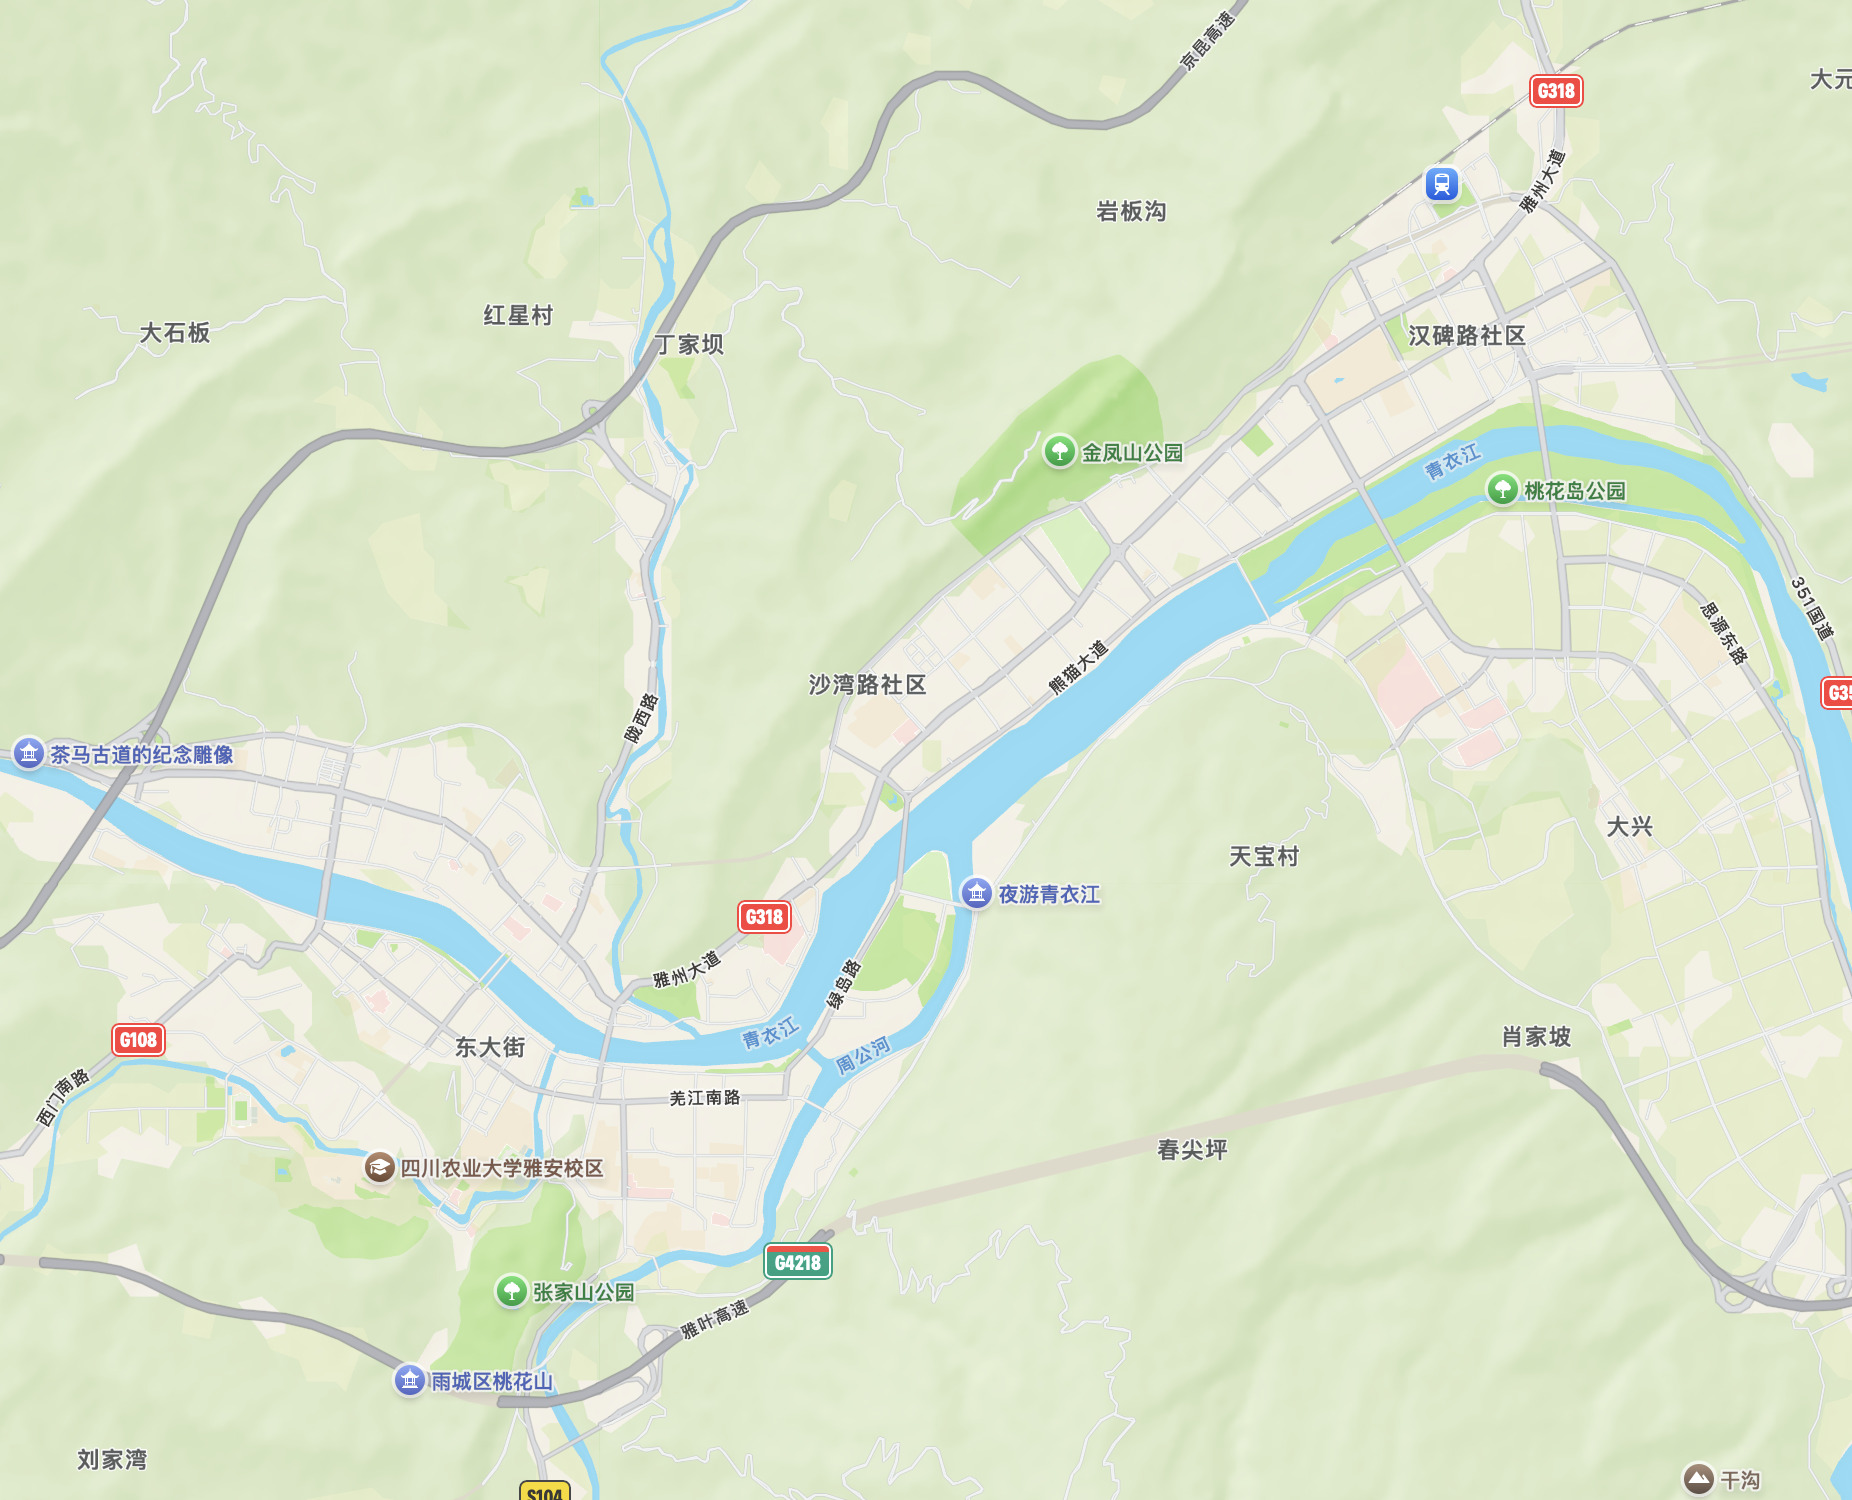 京昆高速
大元
G318
雅州大道
岩板沟
红星村
大石板
丁家坝
汉碑路社区
金凤山公园
青衣江
桃花岛公园
351国道
思源东路
熊猫大道
沙湾路社区
陇西路
G35
茶马古道的纪念雕像
大兴
天宝村
夜游青衣江
G318
雅州大道
绿岛路
青衣江
周公河
肖家坡
G108
东大街
西门南路
羌江南路
春尖坪
四川农业大学雅安校区
G4218
张家山公园
雅叶高速
雨城区桃花山
刘家湾
干沟
S104